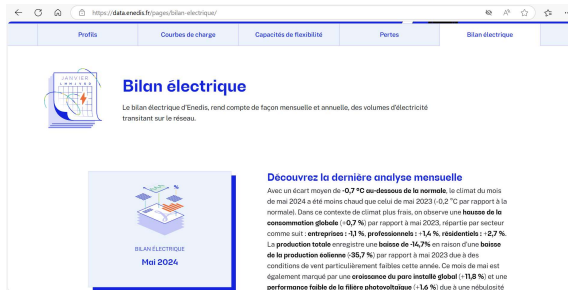 https://data.enedis.fr/pages/bilan-electrique/
Profils
Courbes de charge
Capacités de flexibilité
Pertes
Bilan électrique
JANVIER
Bilan électrique
Le bilan électrique d'Enedis, rend compte de façon mensuelle et annuelle, des volumes d'électricité
transitant sur le réseau.
BILAN ÉLECTRIQUE
Mai 2024
Découvrez la dernière analyse mensuelle
Avec un écart moyen de -0,7 °C au-dessous de la normale, le climat du mois
de mai 2024 a été moins chaud que celui de mai 2023 (-0,2 °C par rapport à la
normale). Dans ce contexte de climat plus frais, on observe une hausse de la
consommation globale (+0,7 %) par rapport à mai 2023, répartie par secteur
comme suit : entreprises : -1,1 %, professionnels : +1,4 %, résidentiels : +2,7 %.
La production totale enregistre une baisse de -14,7% en raison d'une baisse
de la production éolienne (-35,7 %) par rapport à mai 2023 due à des
conditions de vent particulièrement faibles cette année. Ce mois de mai est
également marqué par une croissance du parc installé global (+11,8 %) et une
performance faible de la filière photovoltaïque (+1,6 %) due à une nébulosité